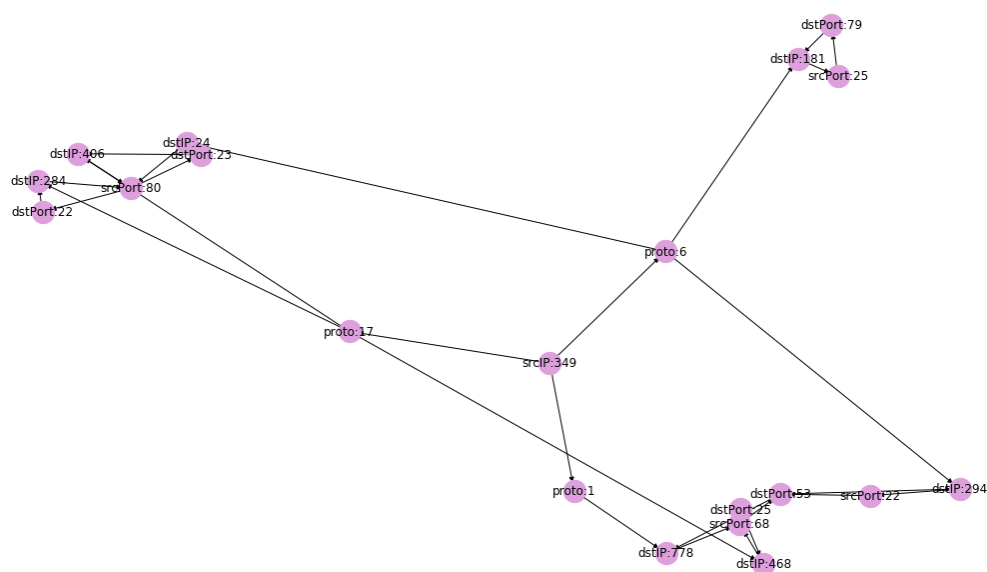 dstPort:79
dstIP:181
srcPort:25
dstIP:24
dstIP:406
dstPort:23
dstIP:284
srcPort:80
dstPort:22
proto:6
proto:17
srcIP:349
proto:1
dstPort:53
srcPort:22
dstIP:294
dstPort:25
srcPort:68
dstIP:778
dstIP:468